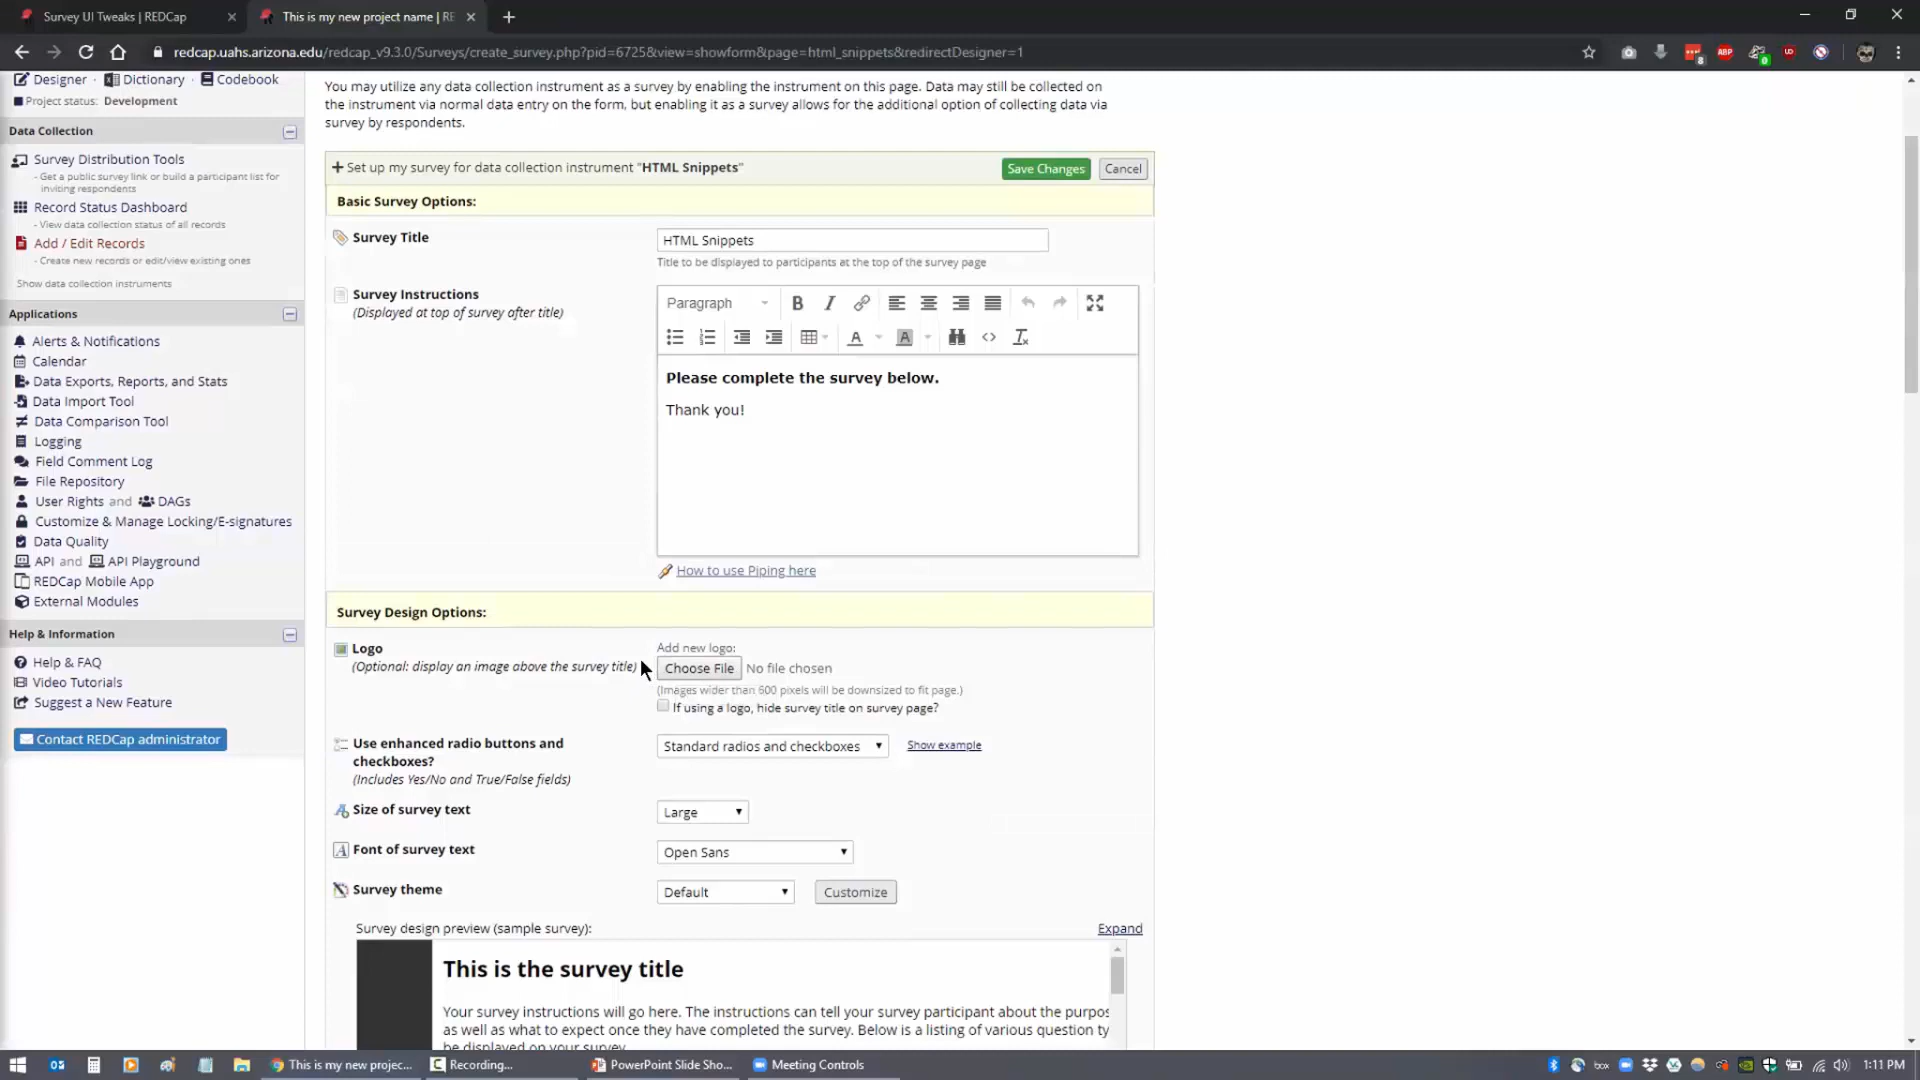 Survey UI Tweaks | REDCap
This is my new project name | RE
redcap.uahs.arizona.edu/redcap_v9.3.0/Surveys/create_survey.php?pid=6725&view=showform&page=html_snippets&redirectDesigner=1
Designer · Dictionary · Codebook
Project status: Development
Data Collection
Survey Distribution Tools
- Get a public survey link or build a participant list for
inviting respondents
Record Status Dashboard
- View data collection status of all records
Add / Edit Records
- Create new records or edit/view existing ones
Show data collection instruments
Applications
Alerts & Notifications
Calendar
Data Exports, Reports, and Stats
Data Import Tool
Data Comparison Tool
Logging
Field Comment Log
File Repository
User Rights and DAGs
Customize & Manage Locking/E-signatures
Data Quality
API and API Playground
REDCap Mobile App
External Modules
Help & Information
Help & FAQ
Video Tutorials
Suggest a New Feature
Contact REDCap administrator
You may utilize any data collection instrument as a survey by enabling the instrument on this page. Data may still be collected on
the instrument via normal data entry on the form, but enabling it as a survey allows for the additional option of collecting data via
survey by respondents.
Set up my survey for data collection instrument "HTML Snippets"
Save Changes
Cancel
Basic Survey Options:
Survey Title
HTML Snippets
Title to be displayed to participants at the top of the survey page
Survey Instructions
(Displayed at top of survey after title)
Paragraph
Please complete the survey below.
Thank you!
How to use Piping here
Survey Design Options:
Logo
(Optional: display an image above the survey title)
Add new logo:
Choose File No file chosen
(Images wider than 600 pixels will be downsized to fit page.)
If using a logo, hide survey title on survey page?
Use enhanced radio buttons and
checkboxes?
(Includes Yes/No and True/False fields)
Standard radios and checkboxes
Show example
Size of survey text
Large
Font of survey text
Open Sans
Survey theme
Default
Customize
Survey design preview (sample survey):
Expand
This is the survey title
Your survey instructions will go here. The instructions can tell your survey participant about the purpos
as well as what to expect once they have completed the survey. Below is a listing of various question ty
be displayed on your survey.
This is my new projec...
Recording...
PowerPoint Slide Sho...
Meeting Controls
1:11 PM